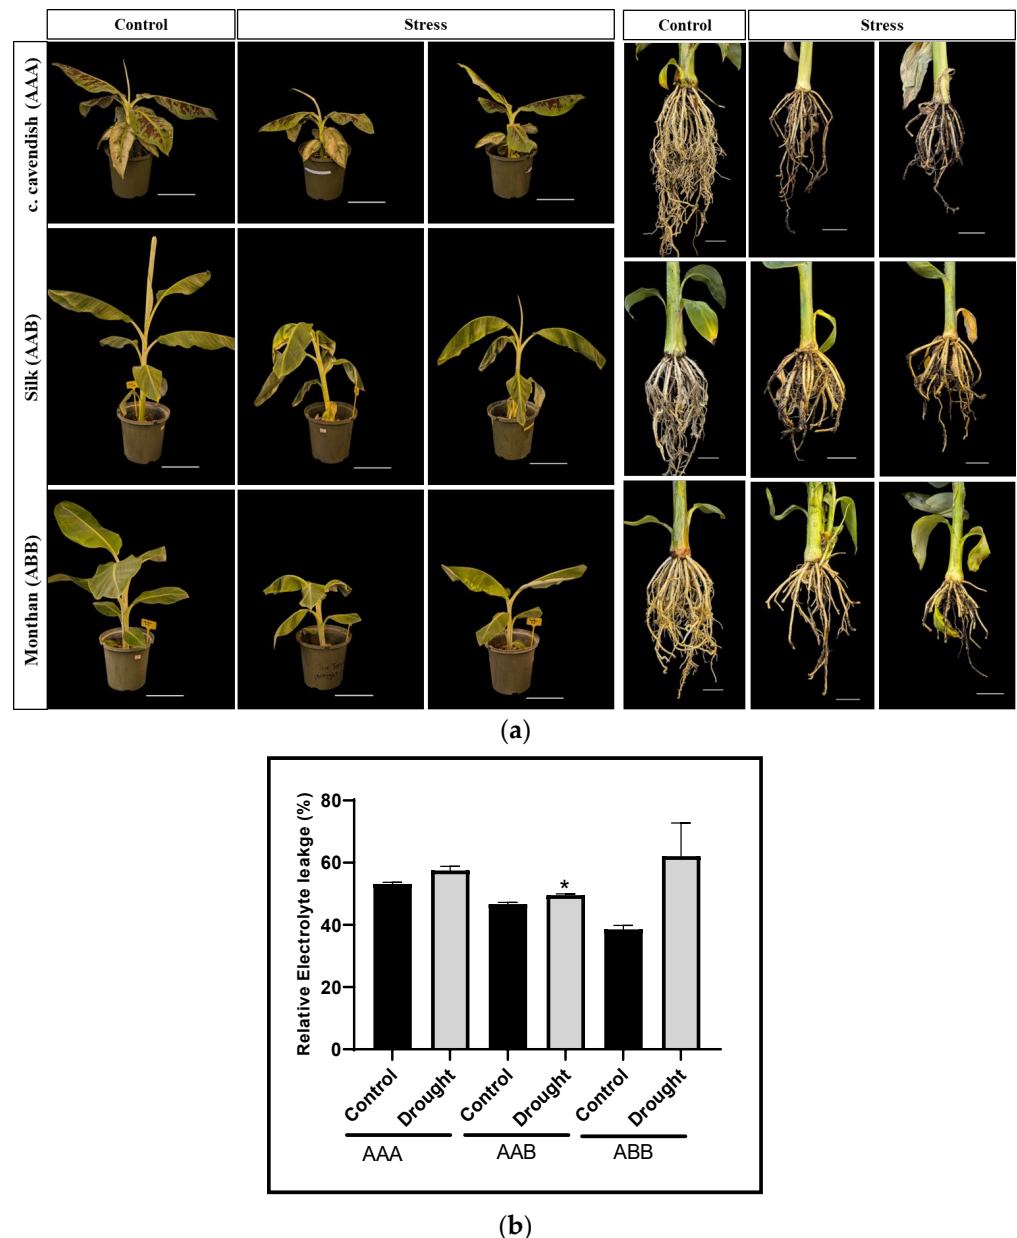 Control Stress Control Stress
c. cavendish (AAA)
Silk (AAB)
Monthan (ABB)
(a)
Relative Electrolyte leakge (%)
80
60
40
20
0
*
Control Drought Control Drought Control Drought
AAA AAB ABB
(b)